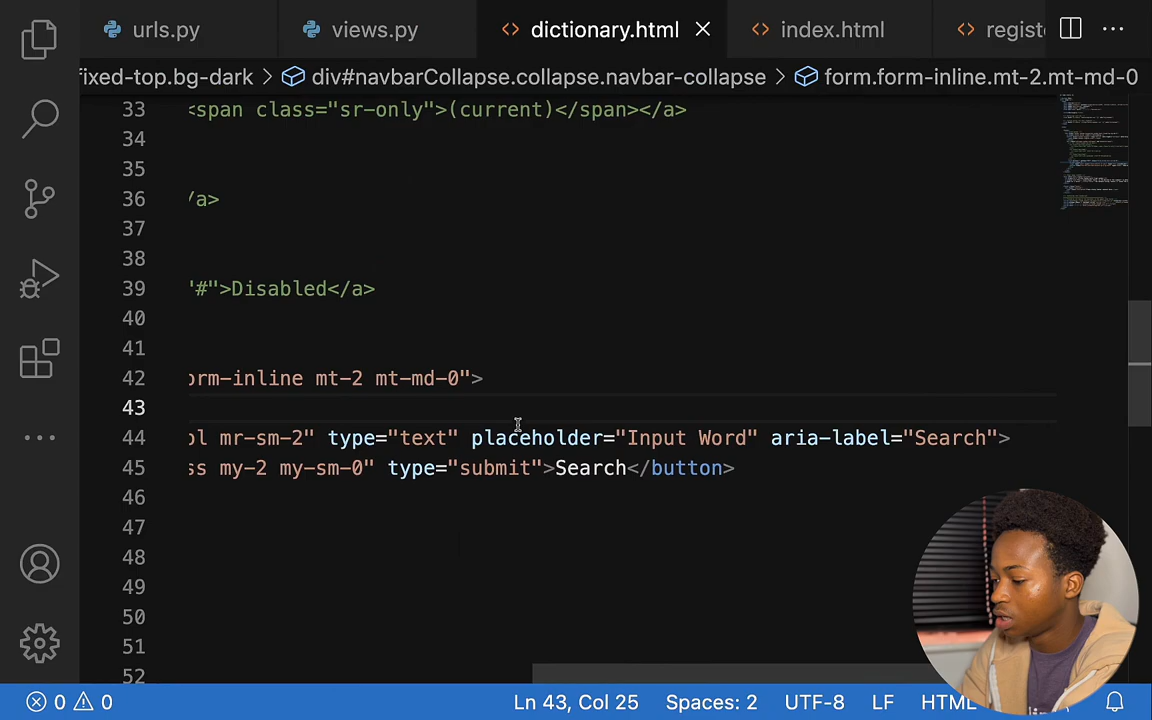 urls.py views.py dictionary.html index.html regist
fixed-top.bg-dark > div#navbarCollapse.collapse.navbar-collapse > form.form-inline.mt-2.mt-md-0
33 <span class="sr-only">(current)</span></a>
34
35
36 /a>
37
38
39 "#">Disabled</a>
40
41
42 orm-inline mt-2 mt-md-0">
43
44 ol mr-sm-2" type="text" placeholder="Input Word" aria-label="Search">
45 ss my-2 my-sm-0" type="submit">Search</button>
46
47
48
49
50
51
52
0 0 Ln 43, Col 25 Spaces: 2 UTF-8 LF HTML